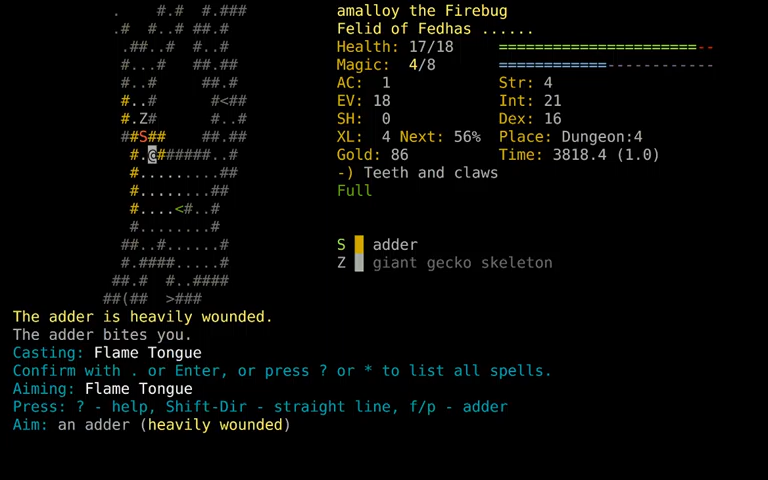 .    #.#  #..###          amalloy the Firebug
.#  #..# ##.#             Felid of Fedhas ......
.##..#  #..#              Health: 17/18      ======================--
#...#   ##.##             Magic:  4/8        ============------------
#..#     ##.#             AC:  1             Str: 4
#..#       #<##           EV: 18             Int: 21
#.Z#       #..#           SH:  0             Dex: 16
##S##    ##.##            XL:  4 Next: 56%   Place: Dungeon:4
#.@######..#              Gold: 86           Time: 3818.4 (1.0)
#.........##              -) Teeth and claws
#........##               Full
#....<#..#
#........#
##..#.....##              S  adder
#.####.....#              Z  giant gecko skeleton
##.#  #..####
##(##  >###
The adder is heavily wounded.
The adder bites you.
Casting: Flame Tongue
Confirm with . or Enter, or press ? or * to list all spells.
Aiming: Flame Tongue
Press: ? - help, Shift-Dir - straight line, f/p - adder
Aim: an adder (heavily wounded)